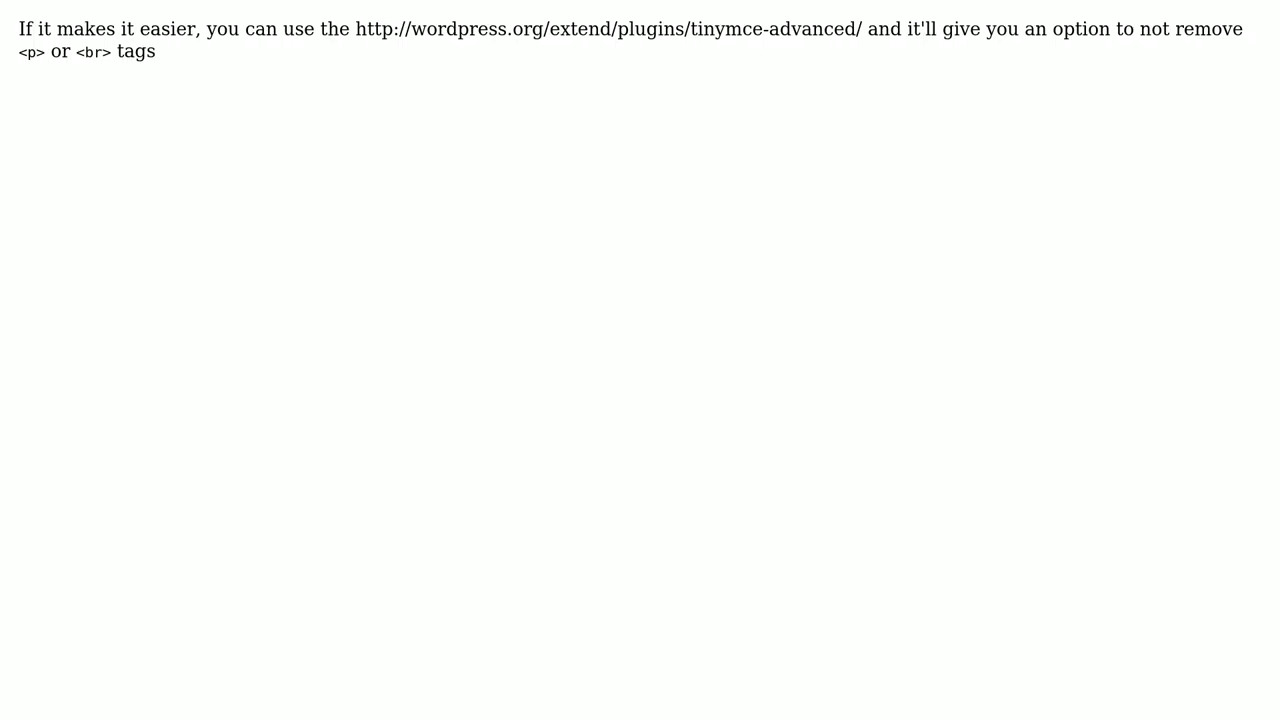 If it makes it easier, you can use the http://wordpress.org/extend/plugins/tinymce-advanced/ and it'll give you an option to not remove
<p> or <br> tags